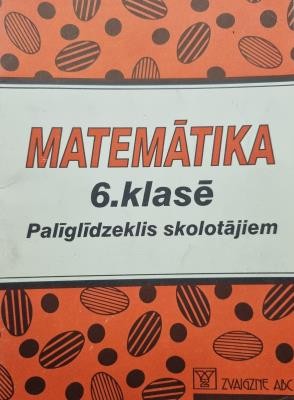 MATEMĀTIKA
6.klasē
Palīglīdzeklis skolotājiem
ZVAIGZNE ABC